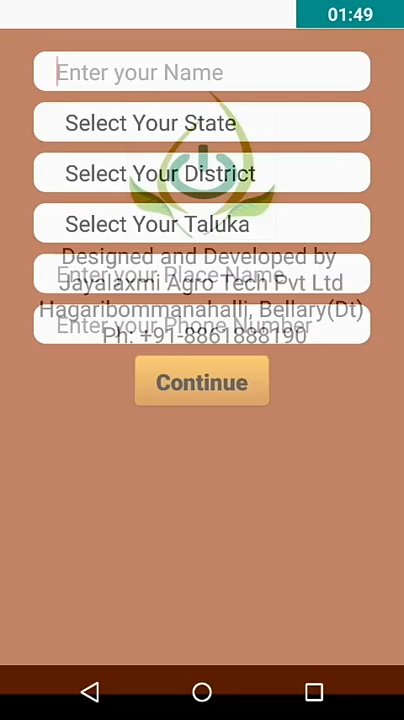 01:49
Enter your Name
Select Your State
Select Your District
Select Your Taluka
Designed and Developed by
Enter your Place Name
Jayalaxmi Agro Tech Pvt Ltd
Hagaribommanahalli, Bellary(Dt)
Enter your Phone Number
Ph: +91-8861888190
Continue